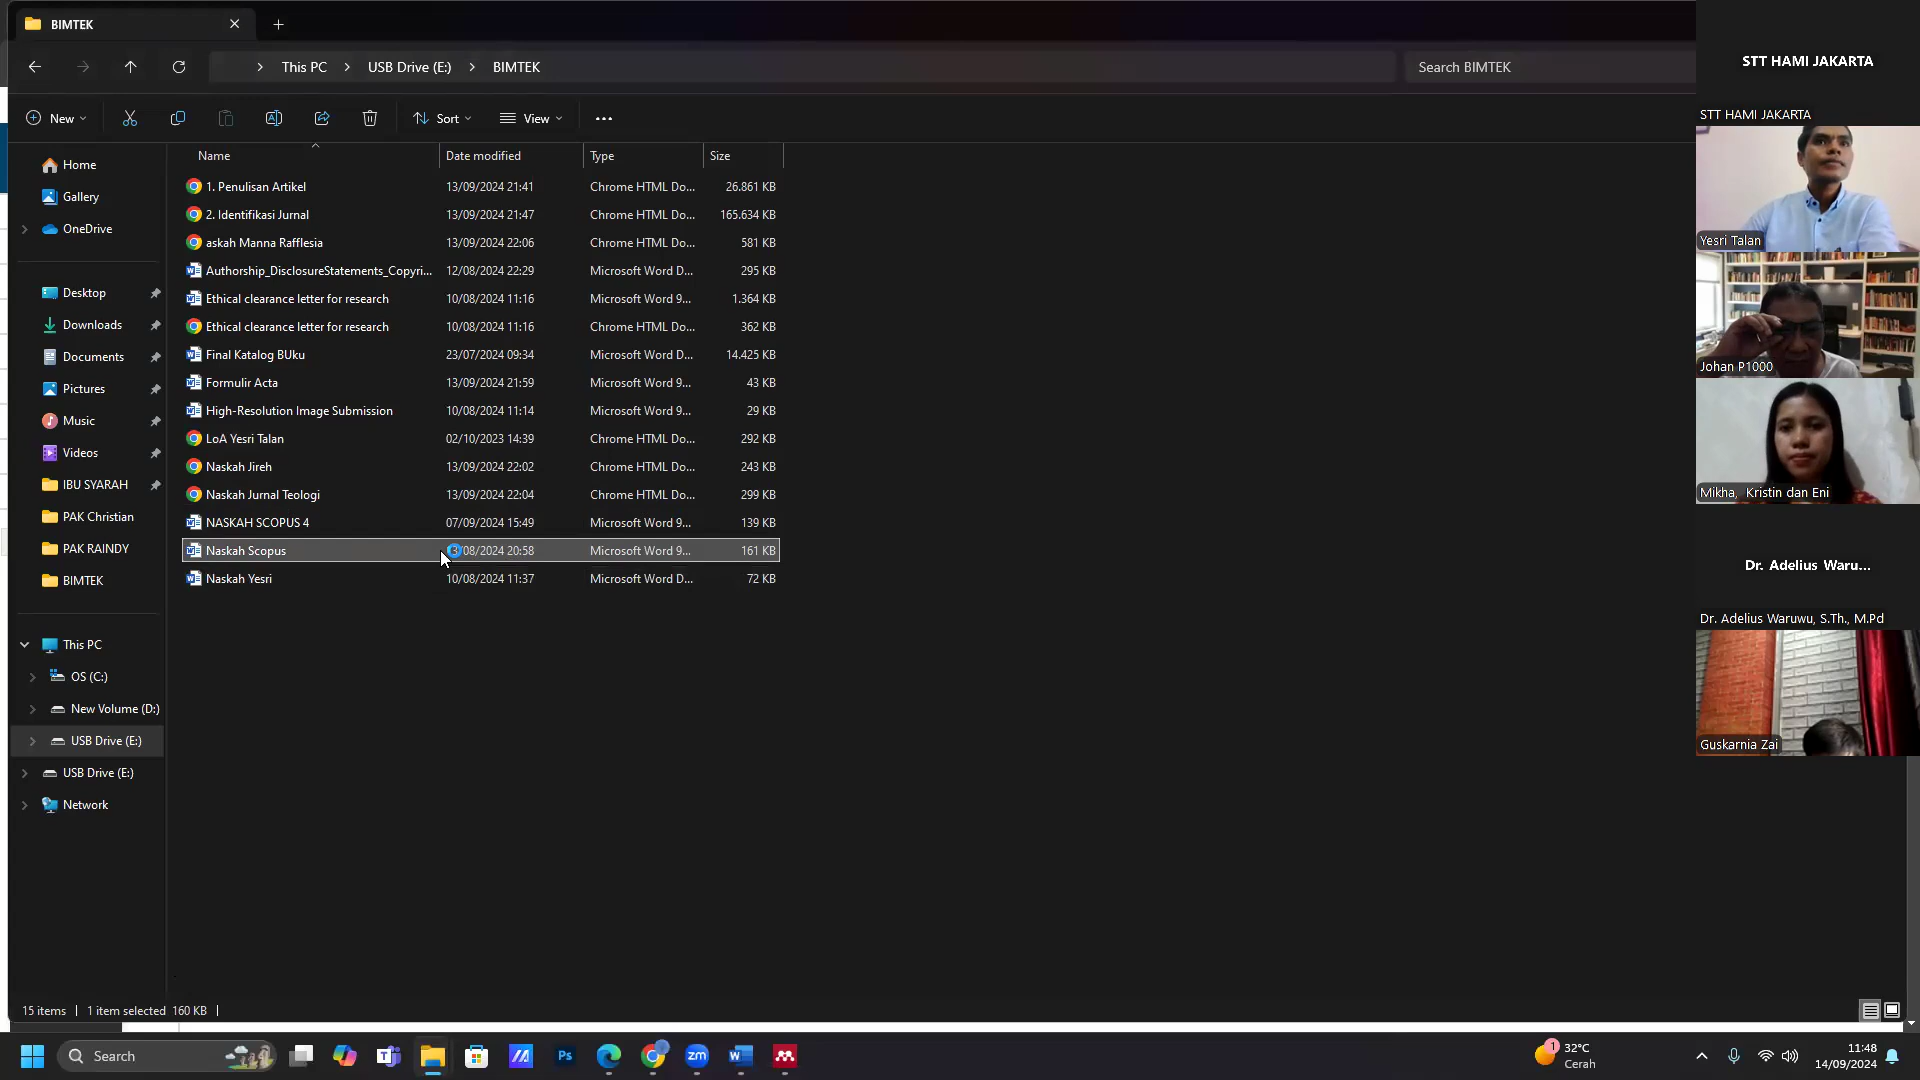 BIMTEK
This PC
USB Drive (E:)
BIMTEK
Search BIMTEK
New
Sort
View
Name
Date modified
Type
Size
1. Penulisan Artikel 13/09/2024 21:41 Chrome HTML Do... 26.861 KB
2. Identifikasi Jurnal 13/09/2024 21:47 Chrome HTML Do... 165.634 KB
askah Manna Rafflesia 13/09/2024 22:06 Chrome HTML Do... 581 KB
Authorship_DisclosureStatements_Copyri... 12/08/2024 22:29 Microsoft Word D... 295 KB
Ethical clearance letter for research 10/08/2024 11:16 Microsoft Word 9... 1.364 KB
Ethical clearance letter for research 10/08/2024 11:16 Chrome HTML Do... 362 KB
Final Katalog BUku 23/07/2024 09:34 Microsoft Word D... 14.425 KB
Formulir Acta 13/09/2024 21:59 Microsoft Word 9... 43 KB
High-Resolution Image Submission 10/08/2024 11:14 Microsoft Word 9... 29 KB
LoA Yesri Talan 02/10/2023 14:39 Chrome HTML Do... 292 KB
Naskah Jireh 13/09/2024 22:02 Chrome HTML Do... 243 KB
Naskah Jurnal Teologi 13/09/2024 22:04 Chrome HTML Do... 299 KB
NASKAH SCOPUS 4 07/09/2024 15:49 Microsoft Word 9... 139 KB
Naskah Scopus /08/2024 20:58 Microsoft Word 9... 161 KB
Naskah Yesri 10/08/2024 11:37 Microsoft Word D... 72 KB
Home
Gallery
OneDrive
Desktop
Downloads
Documents
Pictures
Music
Videos
IBU SYARAH
PAK Christian
PAK RAINDY
BIMTEK
This PC
OS (C:)
New Volume (D:)
USB Drive (E:)
USB Drive (E:)
Network
15 items
1 item selected 160 KB
STT HAMI JAKARTA
STT HAMI JAKARTA
Yesri Talan
Johan P1000
Mikha, Kristin dan Eni
Dr. Adelius Waru...
Dr. Adelius Waruwu, S.Th., M.Pd
Guskarnia Zai
Search
Ps
zm
1
32°C
Cerah
11:48
14/09/2024